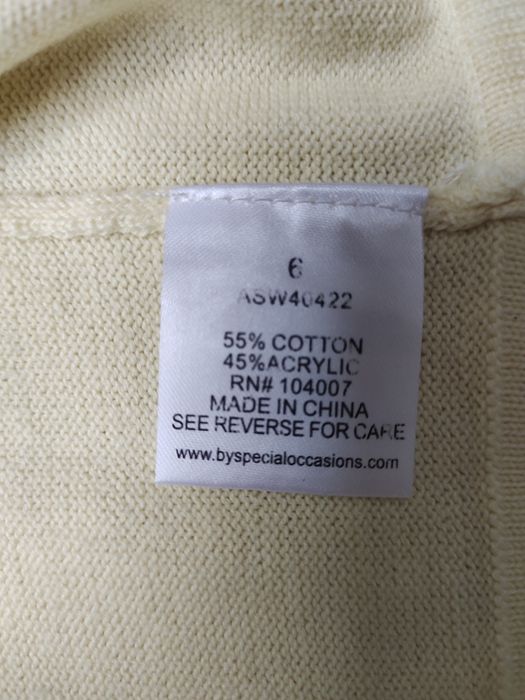 6
ASW40422
55% COTTON
45%ACRYLIC
RN# 104007
MADE IN CHINA
SEE REVERSE FOR CARE
www.byspecialoccasions.com